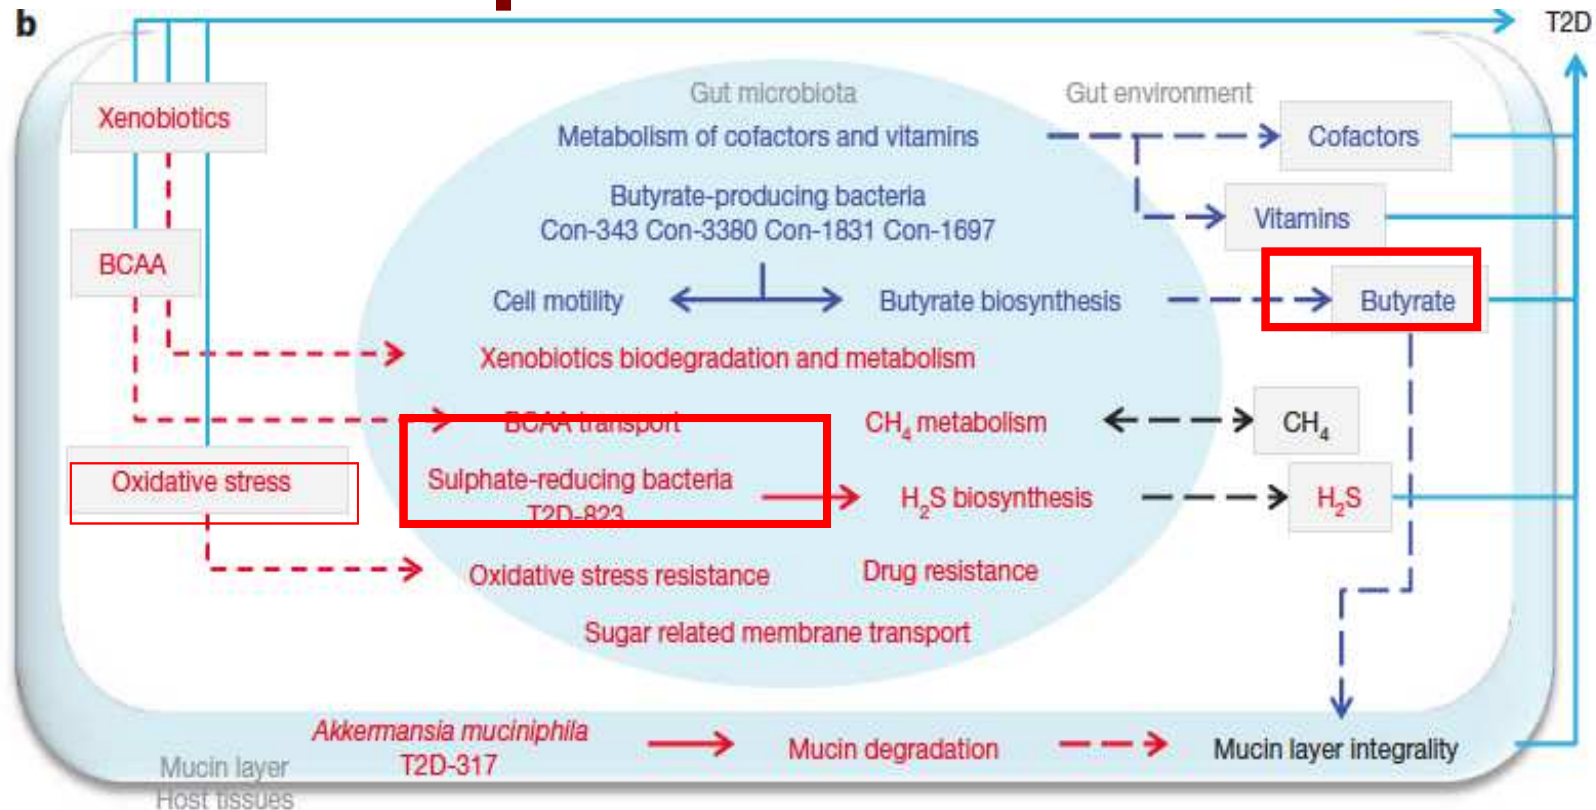 b
T2D
Xenobiotics
BCAA
Oxidative stress
Gut microbiota
Gut environment
Metabolism of cofactors and vitamins
Cofactors
Vitamins
Butyrate-producing bacteria
Con-343 Con-3380 Con-1831 Con-1697
Cell motility
Butyrate biosynthesis
Butyrate
Xenobiotics biodegradation and metabolism
BCAA transport
CH₄ metabolism
CH₄
Sulphate-reducing bacteria
T2D-823
H₂S biosynthesis
H₂S
Oxidative stress resistance
Drug resistance
Sugar related membrane transport
Akkermansia muciniphila
T2D-317
Mucin degradation
Mucin layer integrality
Mucin layer
Host tissues